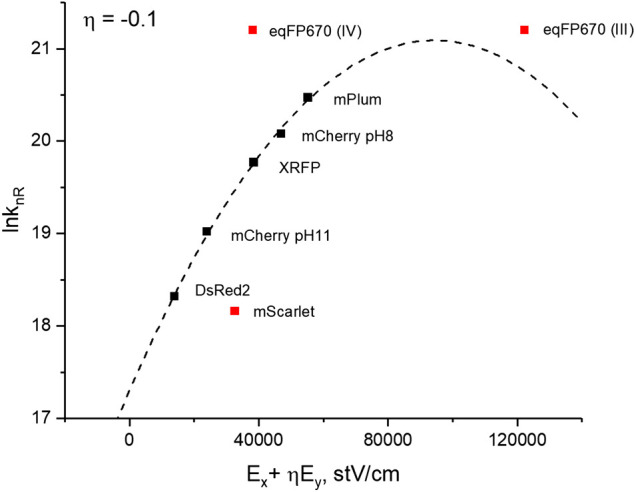 η = -0.1
21
eqFP670 (IV)
eqFP670 (III)
mPlum
20
mCherry pH8
XRFP
lnk_nR
19
mCherry pH11
DsRed2
18
mScarlet
17
0
40000
80000
120000
E_x+ ηE_y, stV/cm